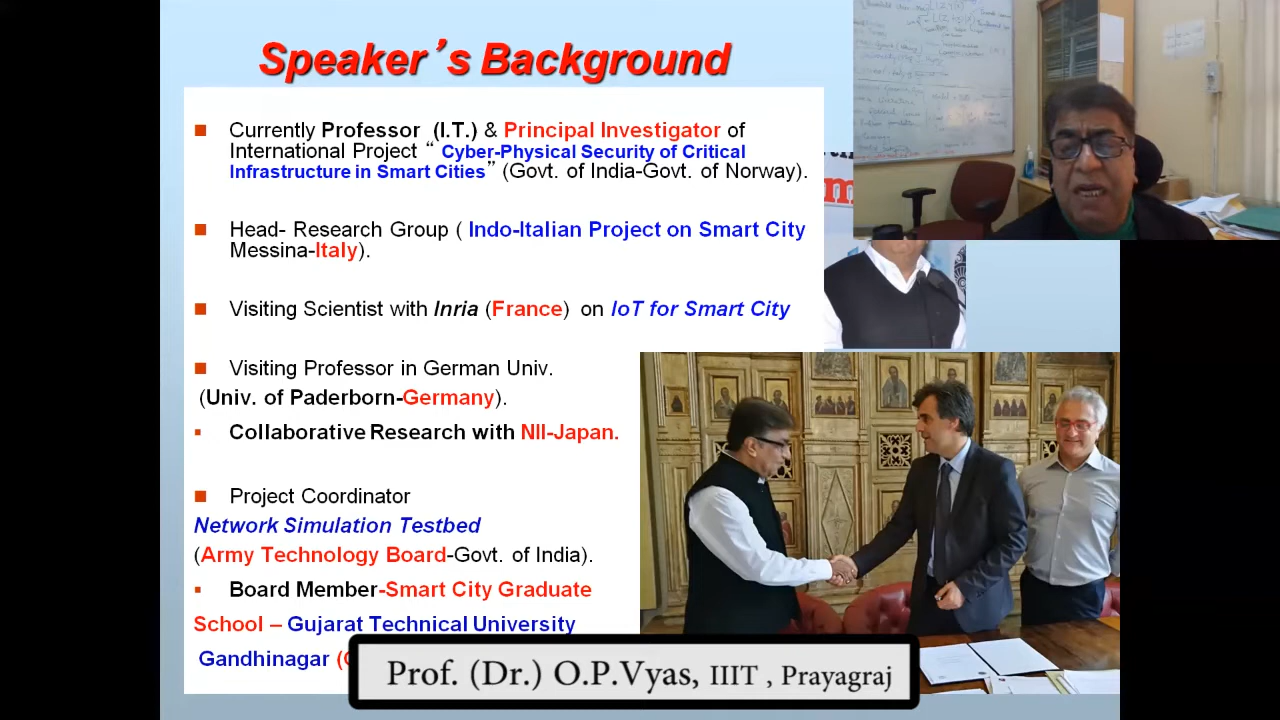 Speaker's Background
■ Currently Professor (I.T.) & Principal Investigator of
International Project “ Cyber-Physical Security of Critical
Infrastructure in Smart Cities” (Govt. of India-Govt. of Norway).
■ Head- Research Group ( Indo-Italian Project on Smart City
Messina-Italy).
■ Visiting Scientist with Inria (France) on IoT for Smart City
■ Visiting Professor in German Univ.
(Univ. of Paderborn-Germany).
▪ Collaborative Research with NII-Japan.
■ Project Coordinator
Network Simulation Testbed
(Army Technology Board-Govt. of India).
▪ Board Member-Smart City Graduate
School – Gujarat Technical University
Gandhinagar
Prof. (Dr.) O.P.Vyas, IIIT , Prayagraj